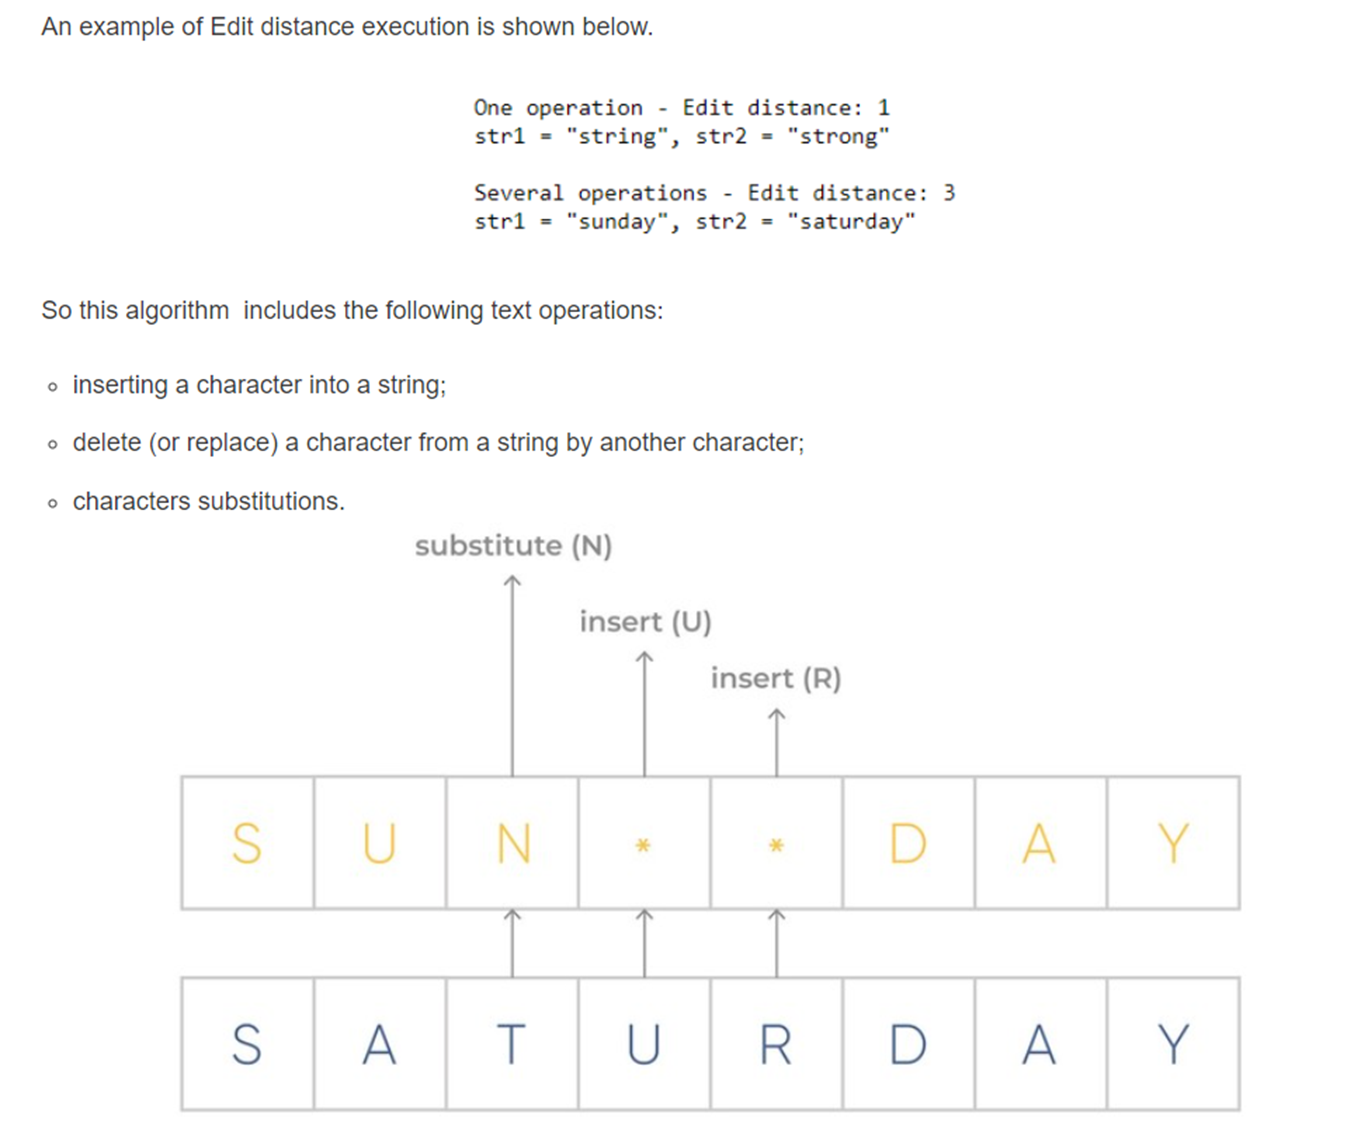 An example of Edit distance execution is shown below.
One operation - Edit distance: 1
str1 = "string", str2 = "strong"
Several operations - Edit distance: 3
str1 = "sunday", str2 = "saturday"
So this algorithm  includes the following text operations:
inserting a character into a string;
delete (or replace) a character from a string by another character;
characters substitutions.
substitute (N)
insert (U)
insert (R)
S U N * * D A Y
S A T U R D A Y